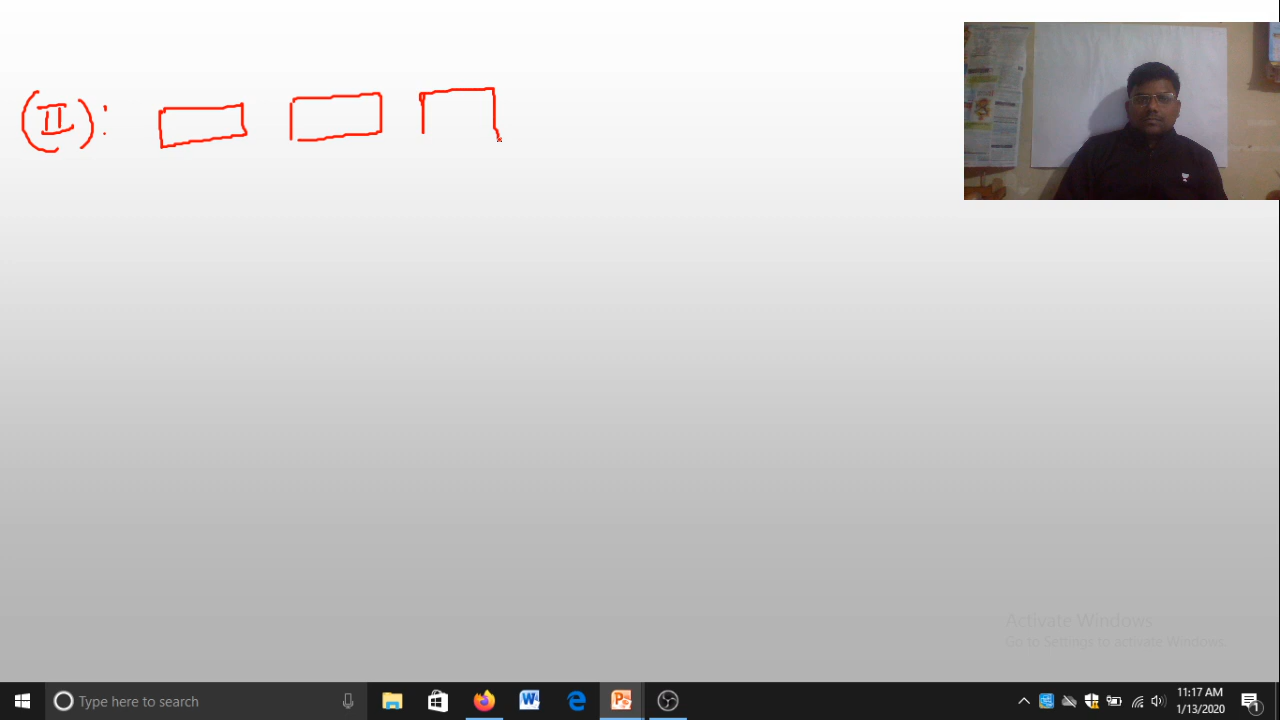 (II):
Activate Windows
Go to Settings to activate Windows.
Type here to search
11:17 AM
1/13/2020
1